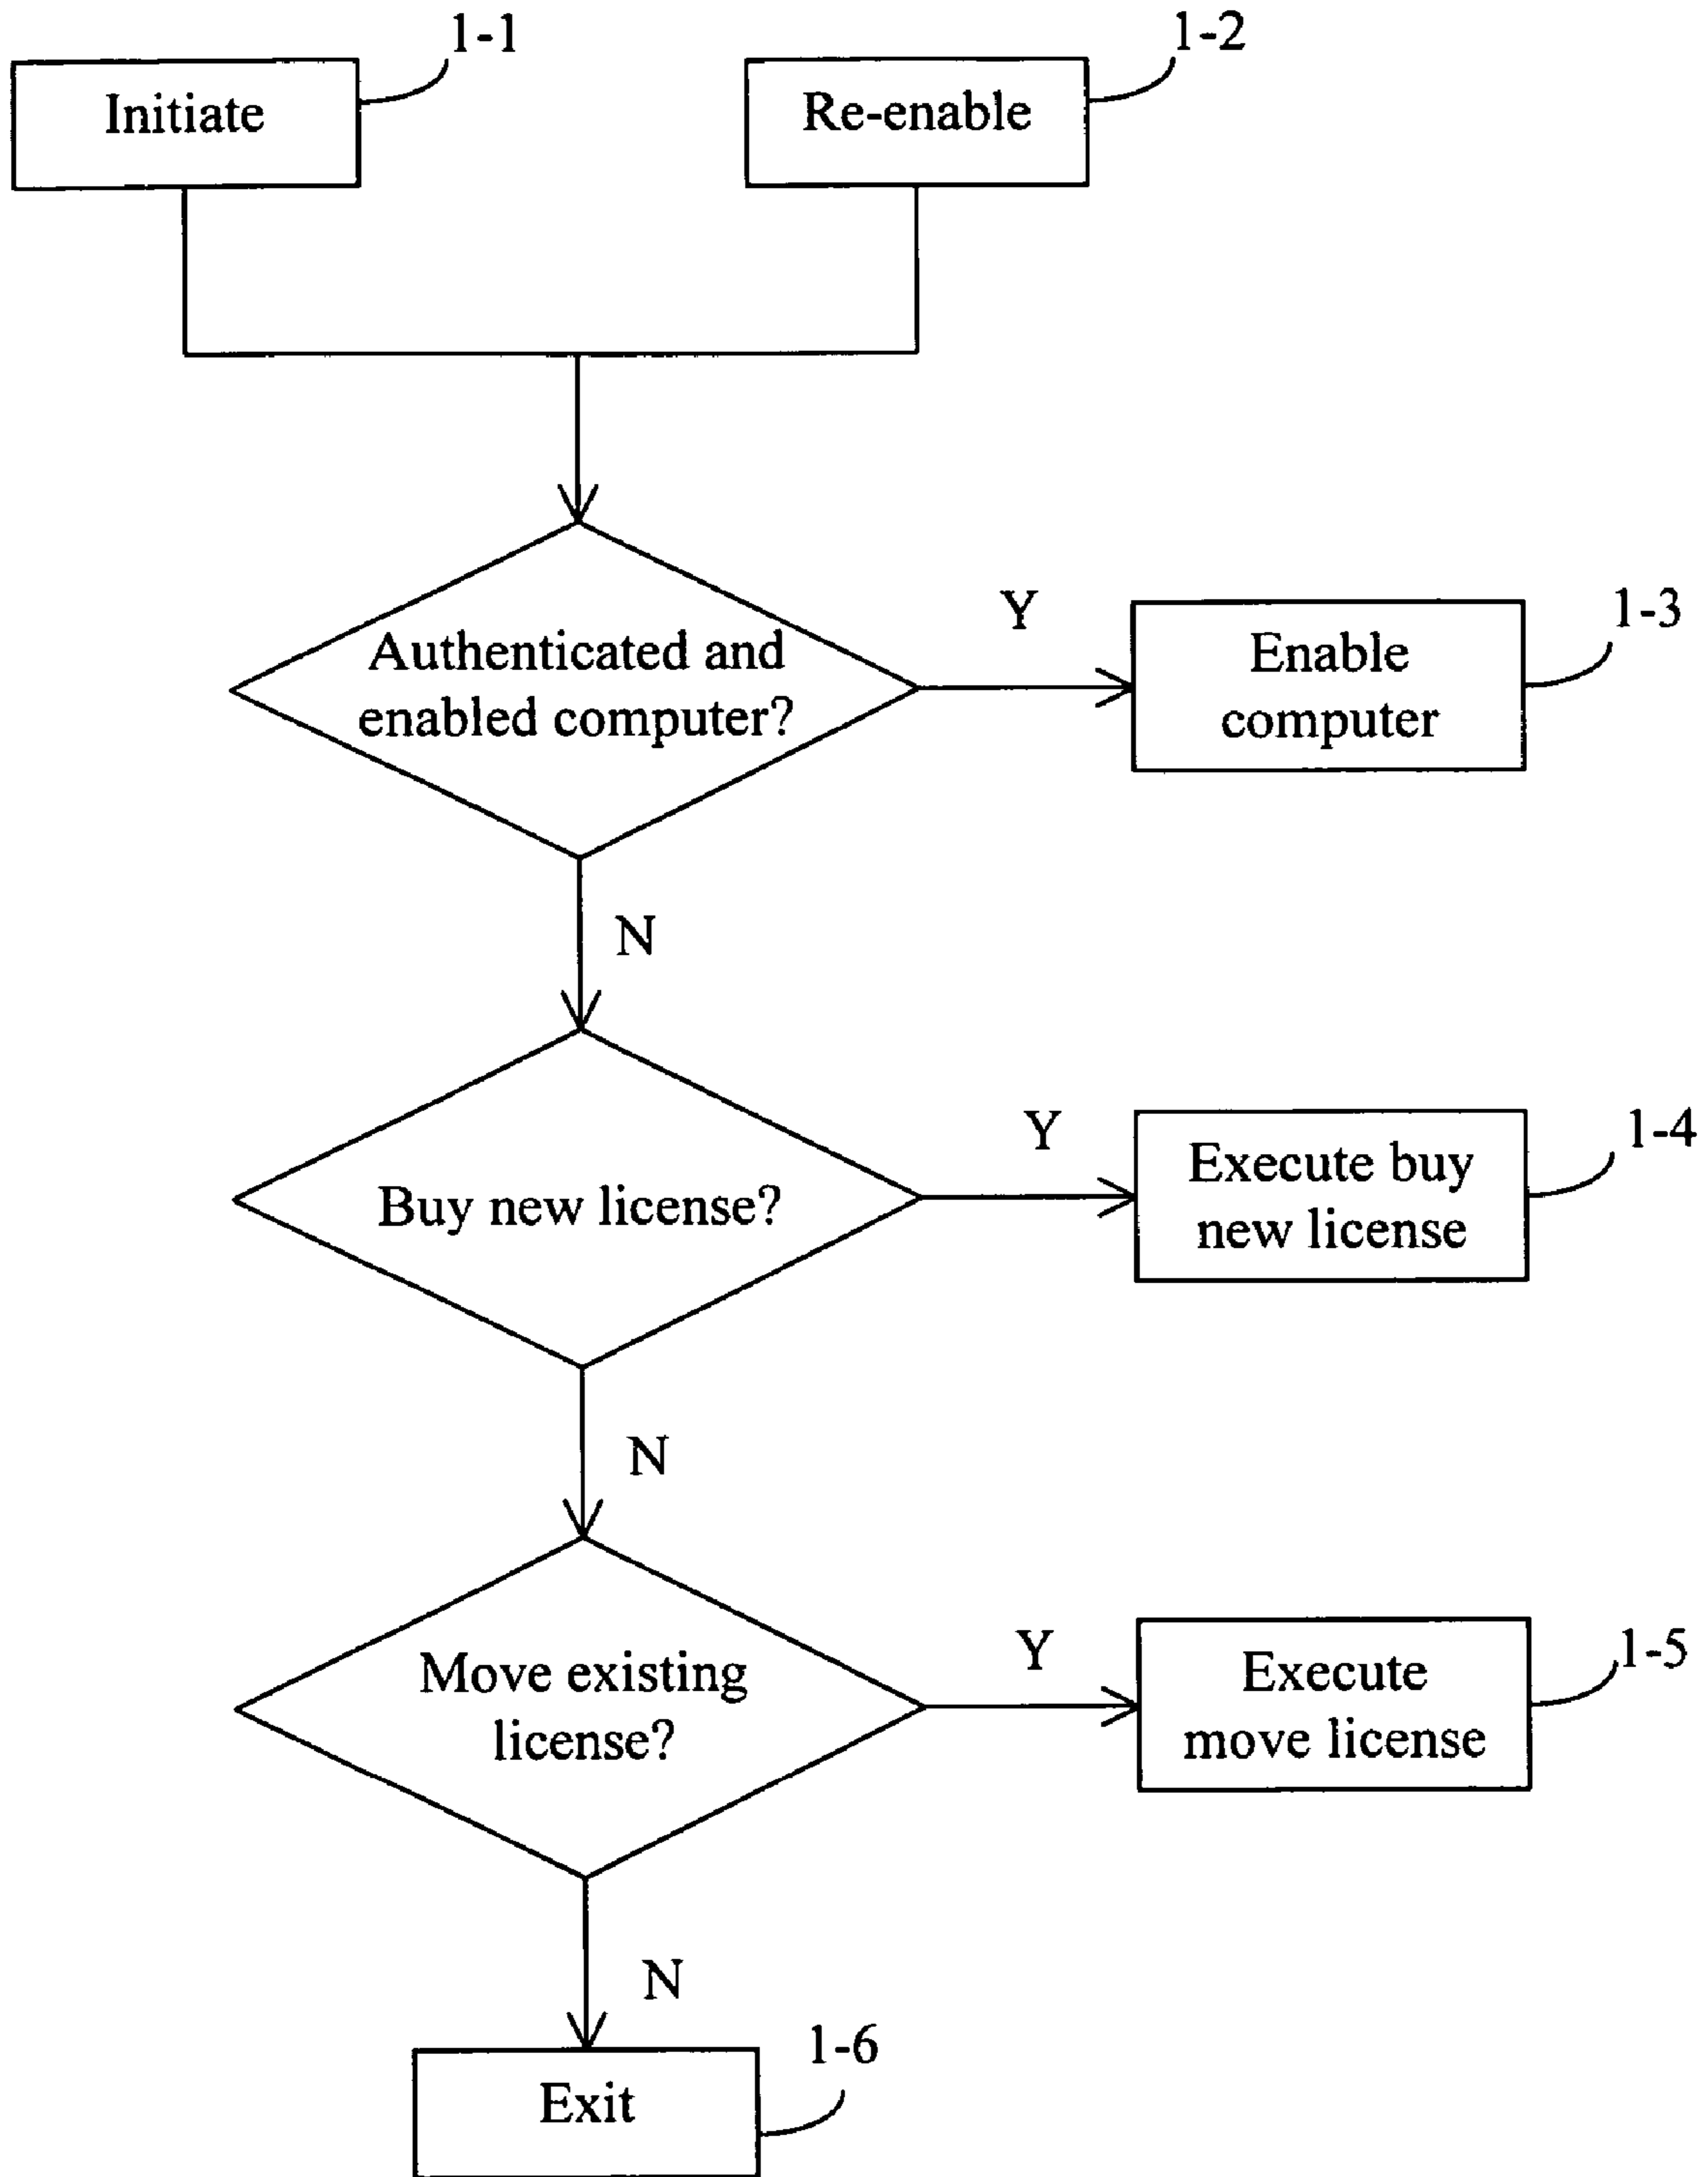 1-1
Initiate
1-2
Re-enable
Authenticated and
enabled computer?
Y
Enable
computer
1-3
N
Buy new license?
Y
Execute buy
new license
1-4
N
Move existing
license?
Y
Execute
move license
1-5
N
Exit
1-6